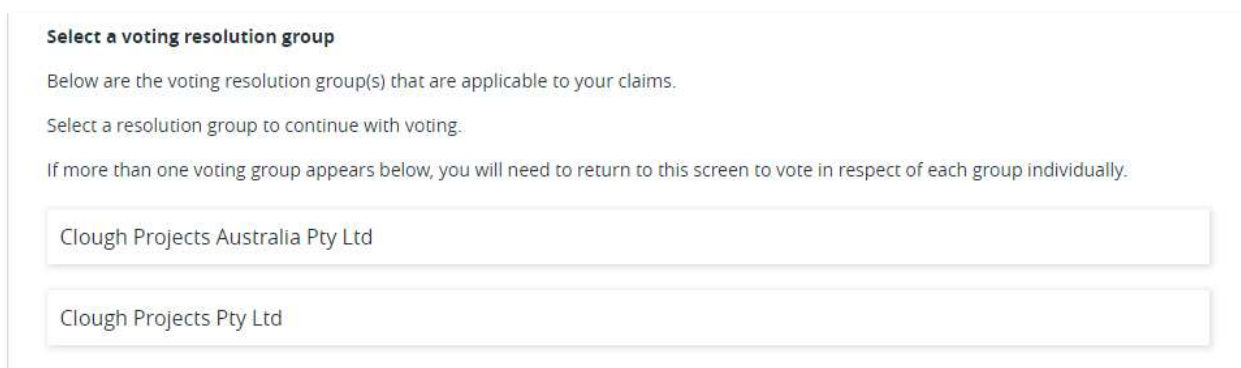 Select a voting resolution group
Below are the voting resolution group(s) that are applicable to your claims.
Select a resolution group to continue with voting.
If more than one voting group appears below, you will need to return to this screen to vote in respect of each group individually.
Clough Projects Australia Pty Ltd
Clough Projects Pty Ltd